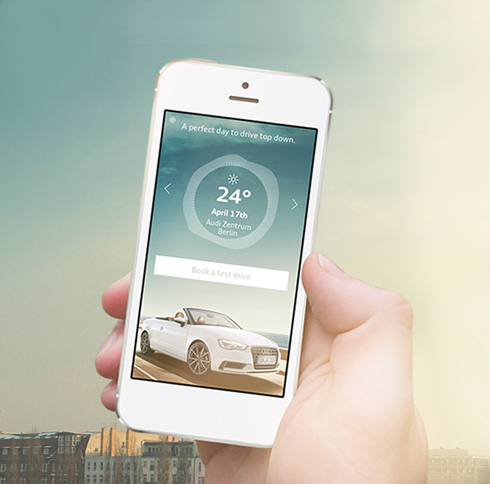 A perfect day to drive top down.
24°
April 17th
Audi Zentrum
Berlin
Book a test drive